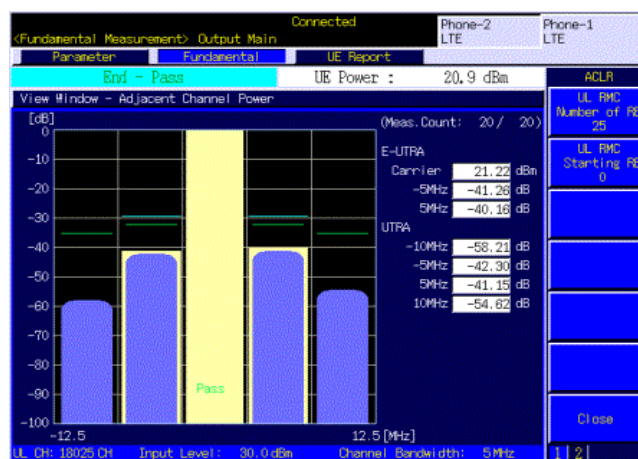 Connected
<Fundamental Measurement> Output Main
Phone-2
LTE
Phone-1
LTE
Parameter Fundamental UE Report
End - Pass UE Power : 20.9 dBm
ACLR
View Window - Adjacent Channel Power
UL RMC
Number of RB
25
UL RMC
Starting RB
0
Close
1 2
[dB]
0
-10
-20
-30
-40
-50
-60
-70
-80
-90
-100
Pass
-12.5 12.5 [MHz]
(Meas.Count: 20 / 20)
E-UTRA
Carrier 21.22 dBm
-5MHz -41.26 dB
5MHz -40.16 dB
UTRA
-10MHz -58.21 dB
-5MHz -42.30 dB
5MHz -41.15 dB
10MHz -54.62 dB
UL CH: 18025 CH Input Level: 30.0 dBm Channel Bandwidth: 5 MHz